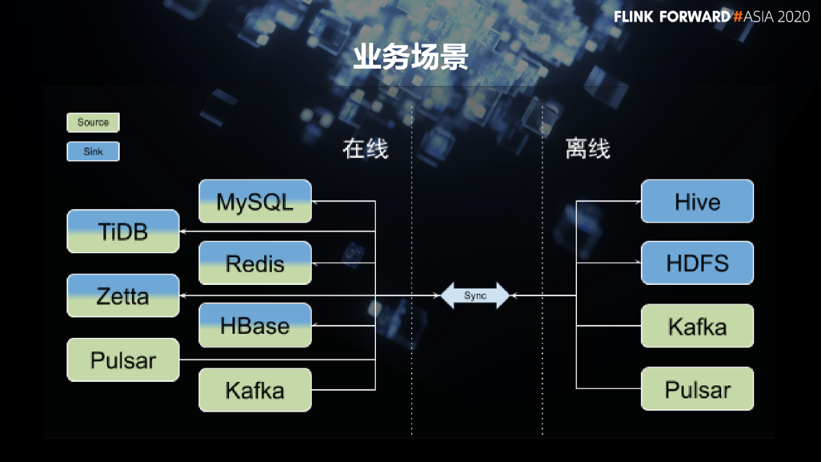 FLINK FORWARD #ASIA 2020
业务场景
Source
Sink
在线
离线
MySQL
TiDB
Redis
Zetta
HBase
Pulsar
Kafka
Sync
Hive
HDFS
Kafka
Pulsar